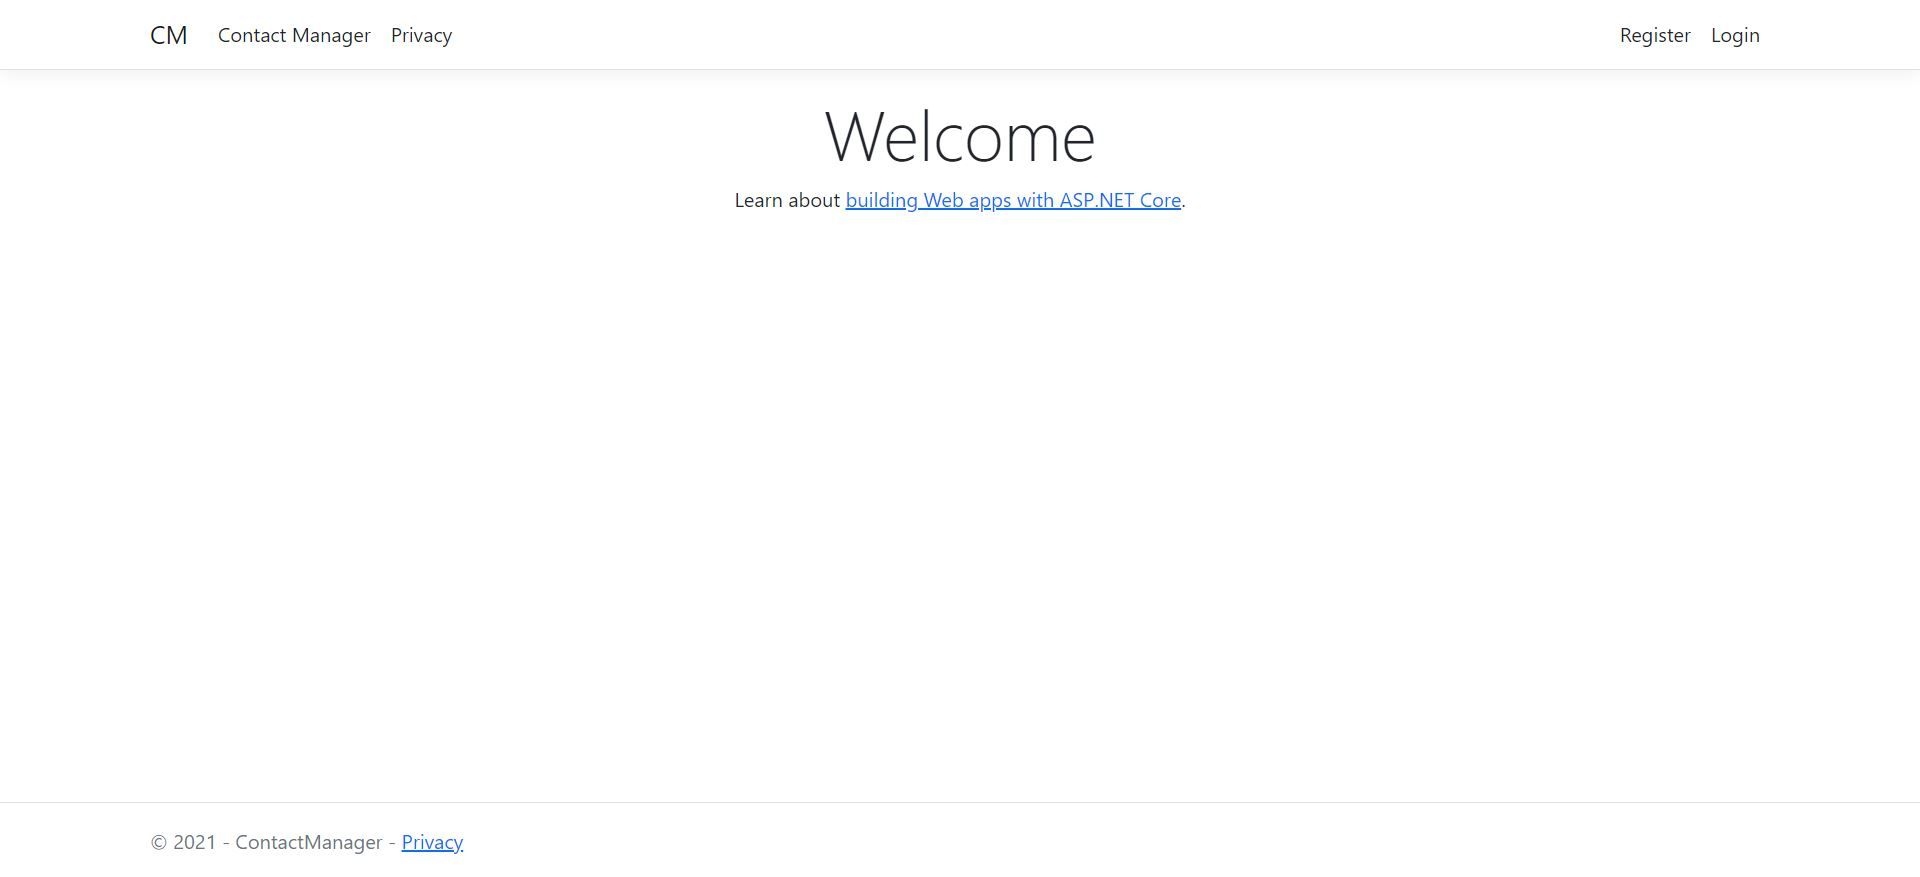 CM Contact Manager Privacy Register Login
Welcome
Learn about building Web apps with ASP.NET Core.
© 2021 - ContactManager - Privacy